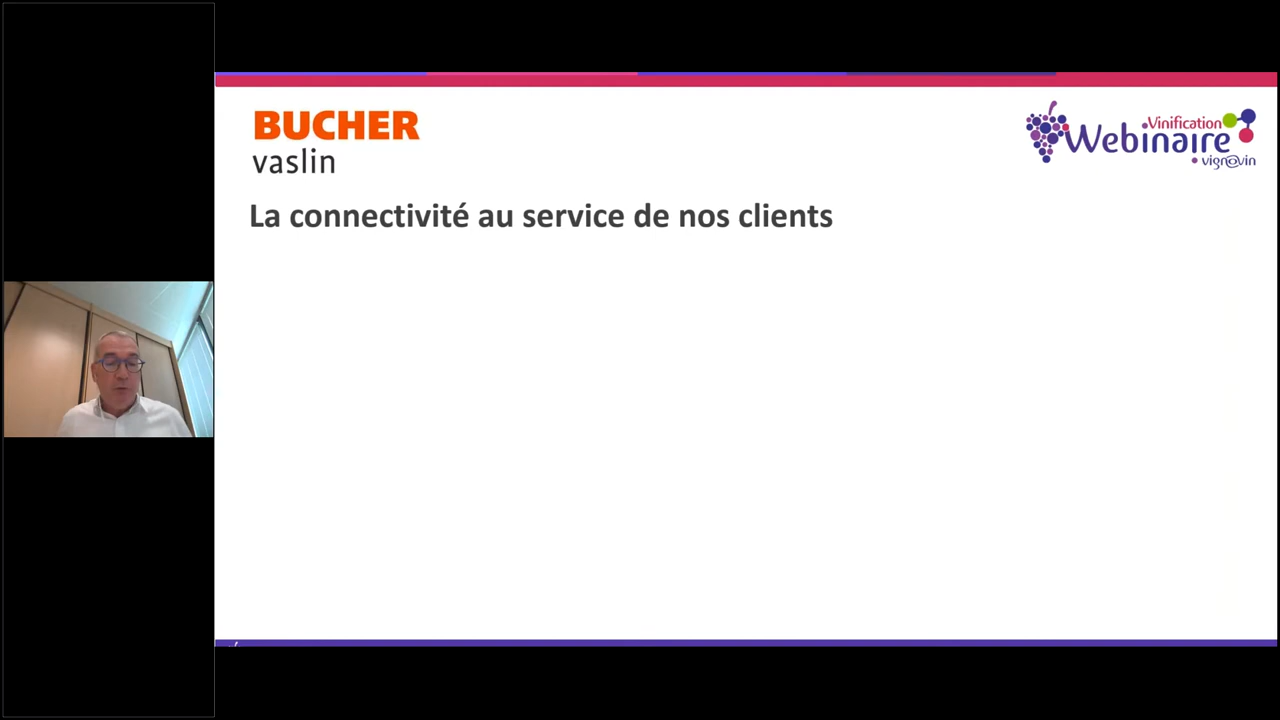 BUCHER
vaslin
Vinification
Webinaire
vign@vin
La connectivité au service de nos clients